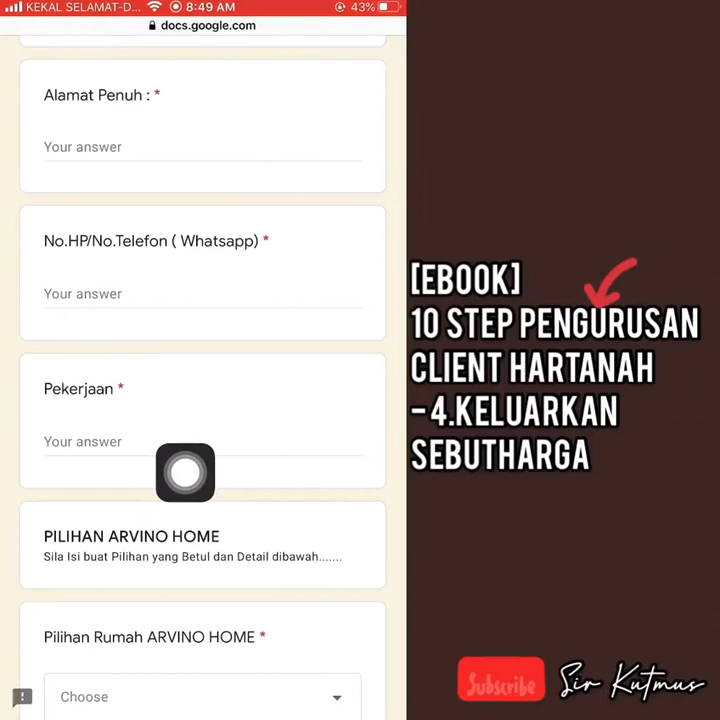 KEKAL SELAMAT-D... 8:49 AM 43%
docs.google.com
Alamat Penuh : *
Your answer
No.HP/No.Telefon ( Whatsapp) *
Your answer
Pekerjaan *
Your answer
PILIHAN ARVINO HOME
Sila Isi buat Pilihan yang Betul dan Detail dibawah.......
Pilihan Rumah ARVINO HOME *
Choose
[EBOOK]
10 STEP PENGURUSAN
CLIENT HARTANAH
- 4.KELUARKAN
SEBUTHARGA
Subscribe
Sir Kutmus